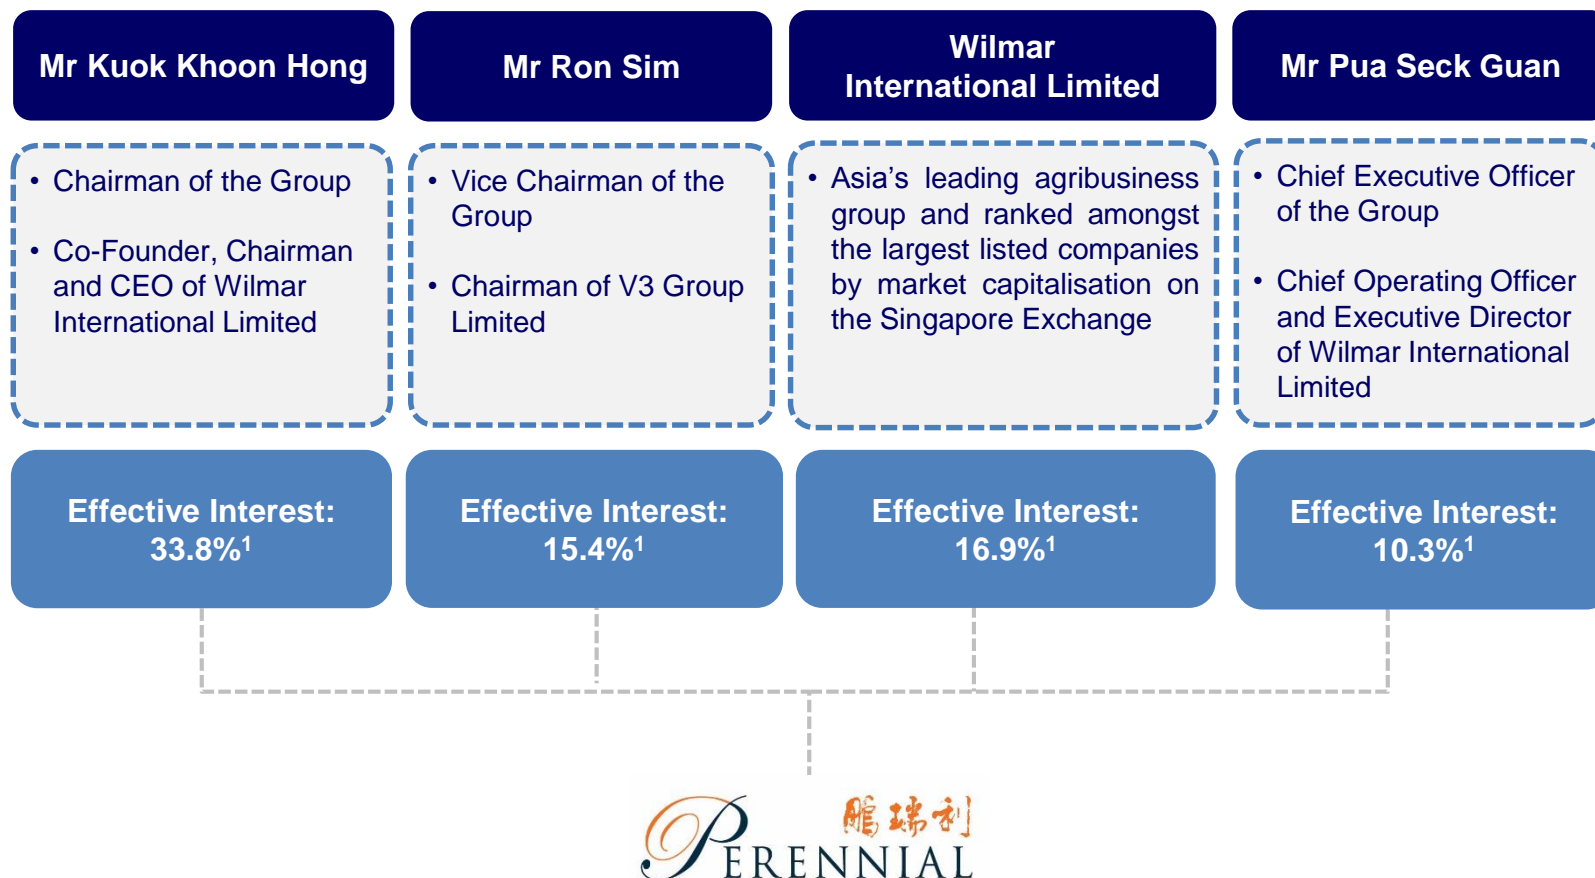 Mr Kuok Khoon Hong
• Chairman of the Group
• Co-Founder, Chairman
and CEO of Wilmar
International Limited
Effective Interest:
33.8%¹
Mr Ron Sim
• Vice Chairman of the
Group
• Chairman of V3 Group
Limited
Effective Interest:
15.4%¹
Wilmar
International Limited
• Asia’s leading agribusiness
group and ranked amongst
the largest listed companies
by market capitalisation on
the Singapore Exchange
Effective Interest:
16.9%¹
Mr Pua Seck Guan
• Chief Executive Officer
of the Group
• Chief Operating Officer
and Executive Director
of Wilmar International
Limited
Effective Interest:
10.3%¹
鵬瑞利
PERENNIAL